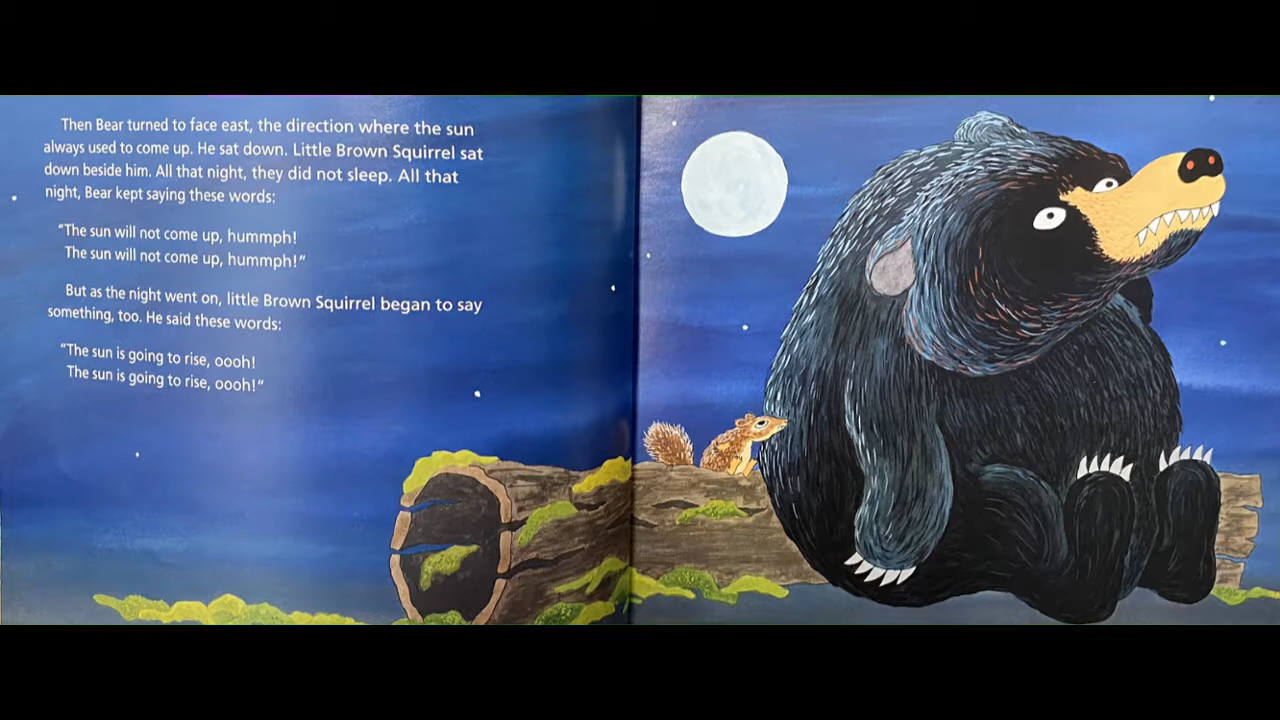 Then Bear turned to face east, the direction where the sun
always used to come up. He sat down. Little Brown Squirrel sat
down beside him. All that night, they did not sleep. All that
night, Bear kept saying these words:
"The sun will not come up, hummph!
The sun will not come up, hummph!"
But as the night went on, little Brown Squirrel began to say
something, too. He said these words:
"The sun is going to rise, oooh!
The sun is going to rise, oooh!"